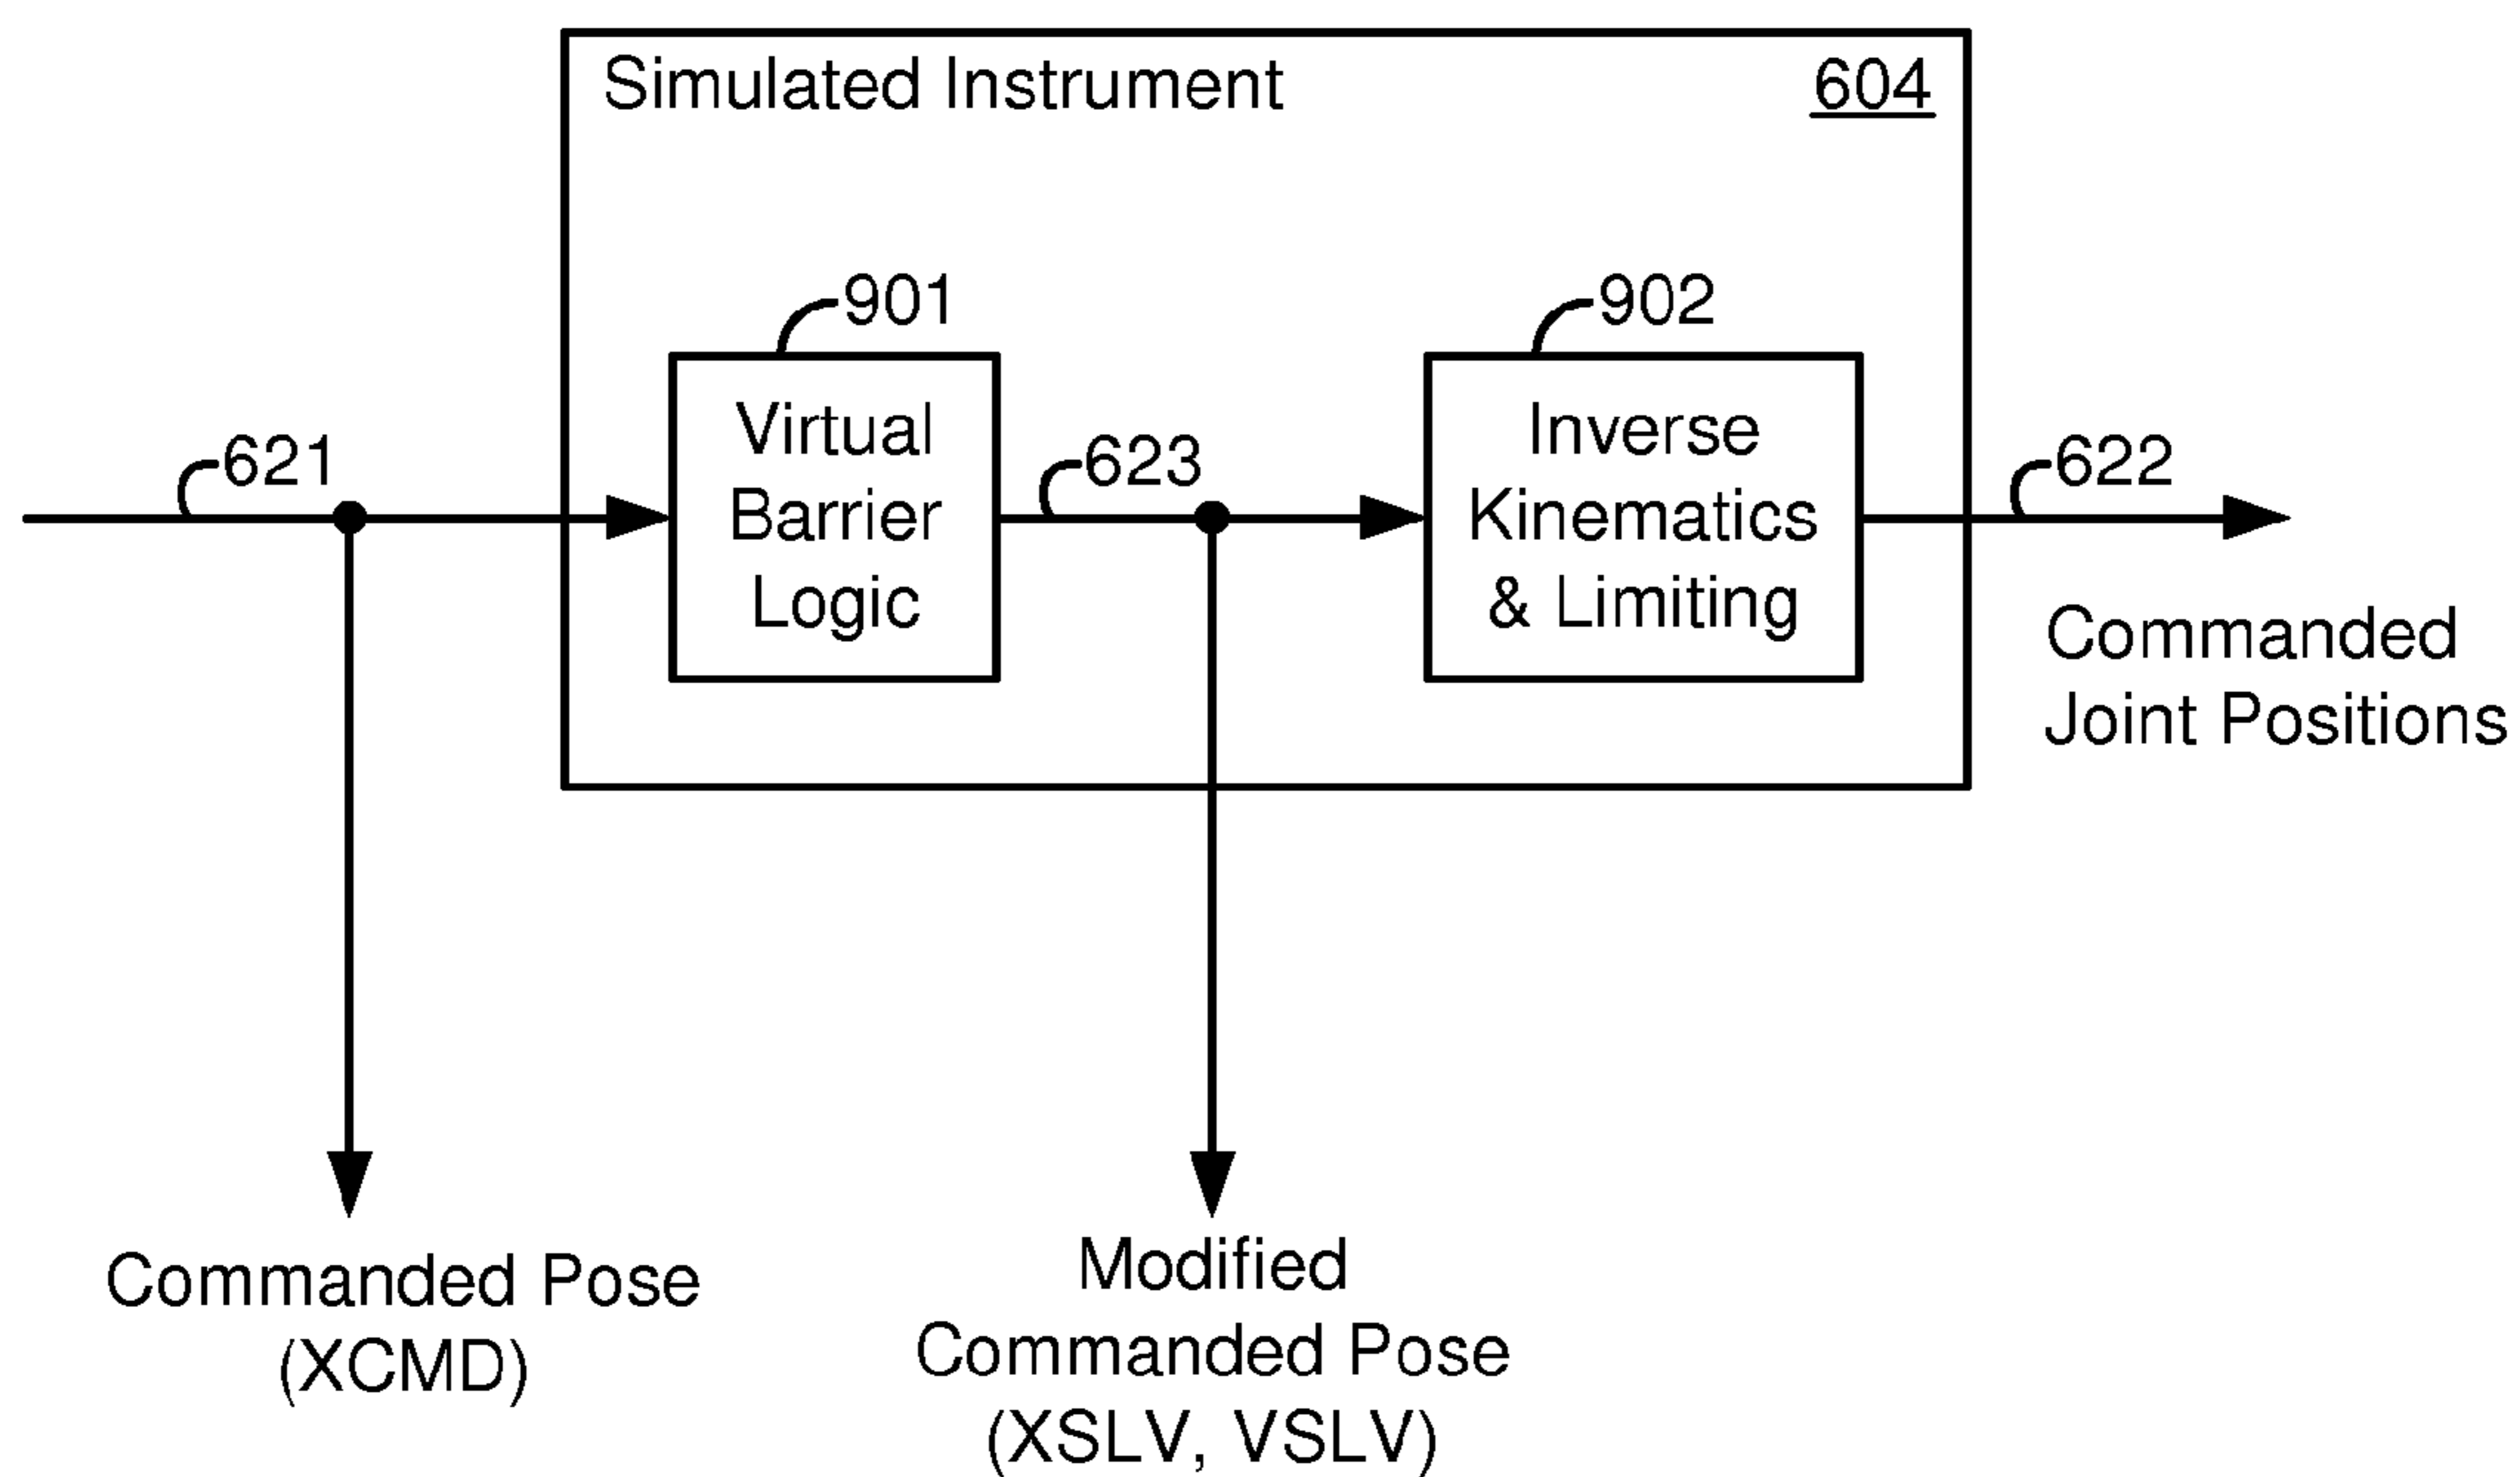 Simulated Instrument
604
901
902
Virtual
Barrier
Logic
Inverse
Kinematics
& Limiting
621
623
622
Commanded
Joint Positions
Commanded Pose
(XCMD)
Modified
Commanded Pose
(XSLV, VSLV)